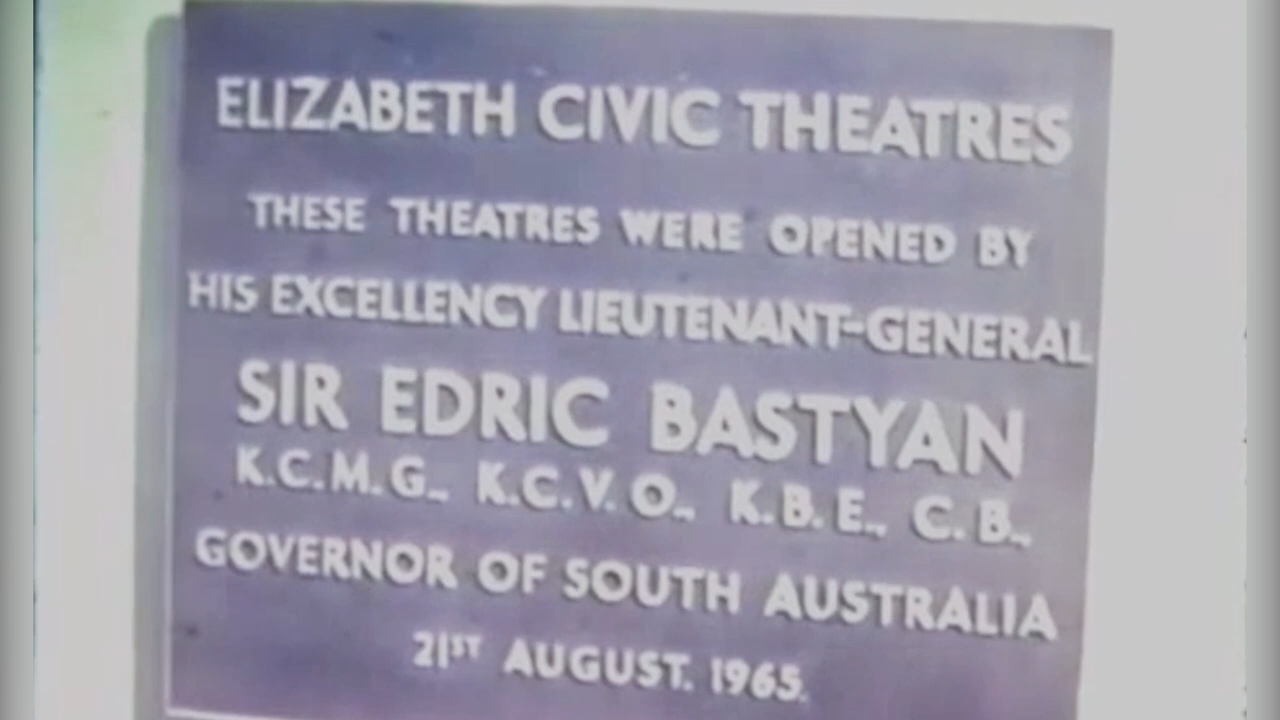 ELIZABETH CIVIC THEATRES
THESE THEATRES WERE OPENED BY
HIS EXCELLENCY LIEUTENANT-GENERAL
SIR EDRIC BASTYAN
K.C.M.G., K.C.V.O., K.B.E., C.B.,
GOVERNOR OF SOUTH AUSTRALIA
21ST AUGUST. 1965.